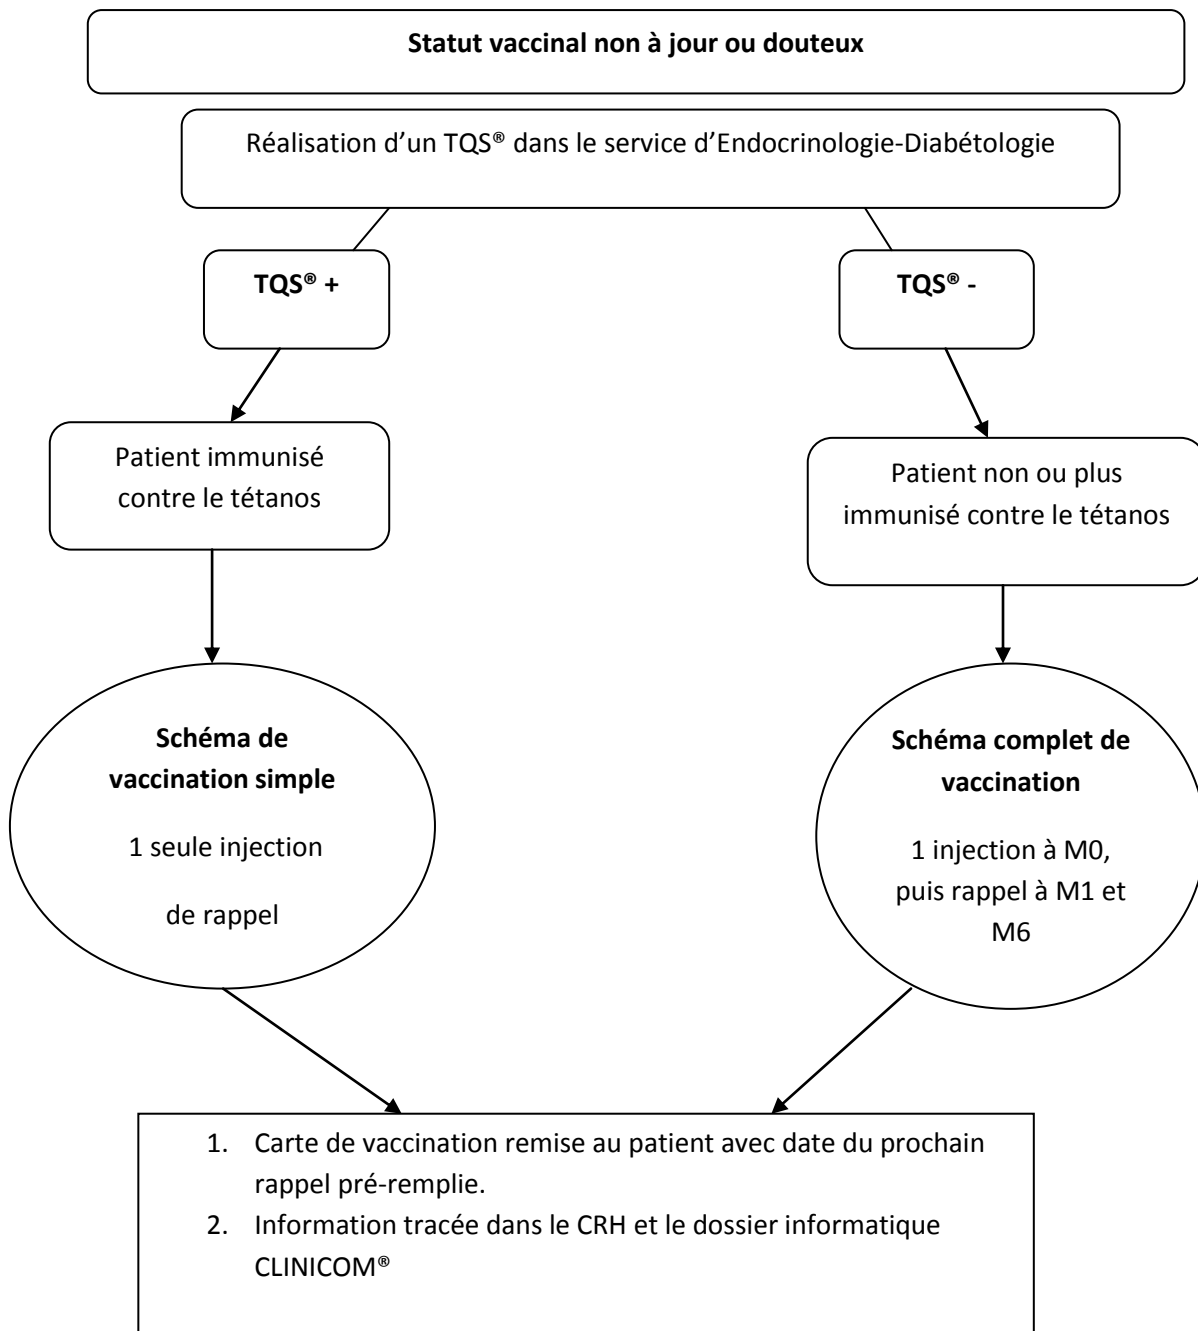 Statut vaccinal non à jour ou douteux
Réalisation d’un TQS® dans le service d’Endocrinologie-Diabétologie
TQS® +
TQS® -
Patient immunisé
contre le tétanos
Patient non ou plus
immunisé contre le tétanos
Schéma de
vaccination simple
1 seule injection
de rappel
Schéma complet de
vaccination
1 injection à M0,
puis rappel à M1 et
M6
1. Carte de vaccination remise au patient avec date du prochain
rappel pré-remplie.
2. Information tracée dans le CRH et le dossier informatique
CLINICOM®